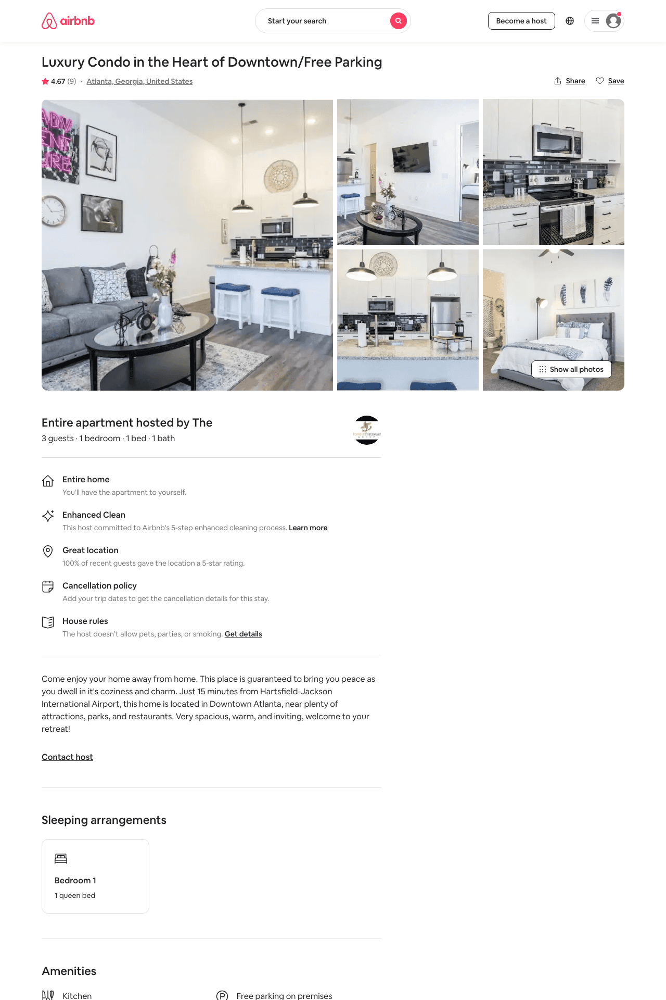 airbnb
Start your search
Become a host
Luxury Condo in the Heart of Downtown/Free Parking
4.67 (9) · Atlanta, Georgia, United States
Share
Save
ADV
ENT
URE
EAT
Show all photos
Entire apartment hosted by The
3 guests · 1 bedroom · 1 bed · 1 bath
THOMAS
GROUP
Entire home
You’ll have the apartment to yourself.
Enhanced Clean
This host committed to Airbnb's 5-step enhanced cleaning process. Learn more
Great location
100% of recent guests gave the location a 5-star rating.
Cancellation policy
Add your trip dates to get the cancellation details for this stay.
House rules
The host doesn’t allow pets, parties, or smoking. Get details
Come enjoy your home away from home. This place is guaranteed to bring you peace as
you dwell in it's coziness and charm. Just 15 minutes from Hartsfield-Jackson
International Airport, this home is located in Downtown Atlanta, near plenty of
attractions, parks, and restaurants. Very spacious, warm, and inviting, welcome to your
retreat!
Contact host
Sleeping arrangements
Bedroom 1
1 queen bed
Amenities
Kitchen
Free parking on premises